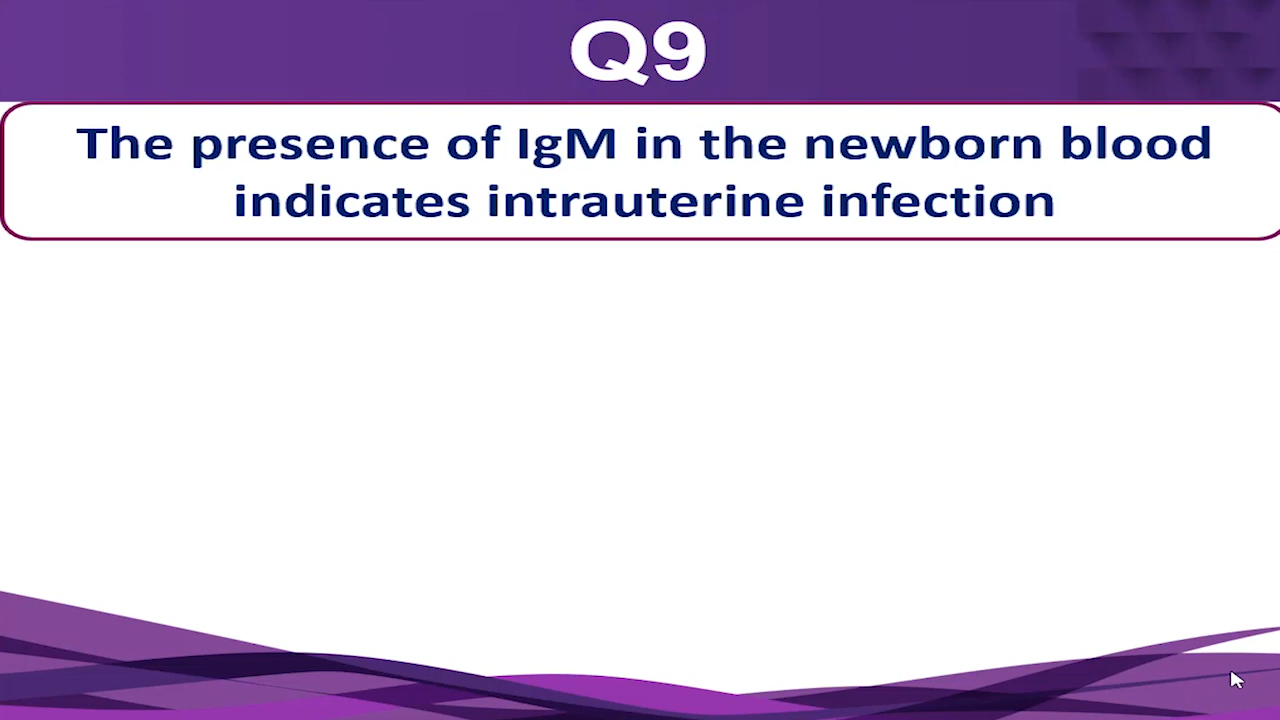 Q9
The presence of IgM in the newborn blood
indicates intrauterine infection